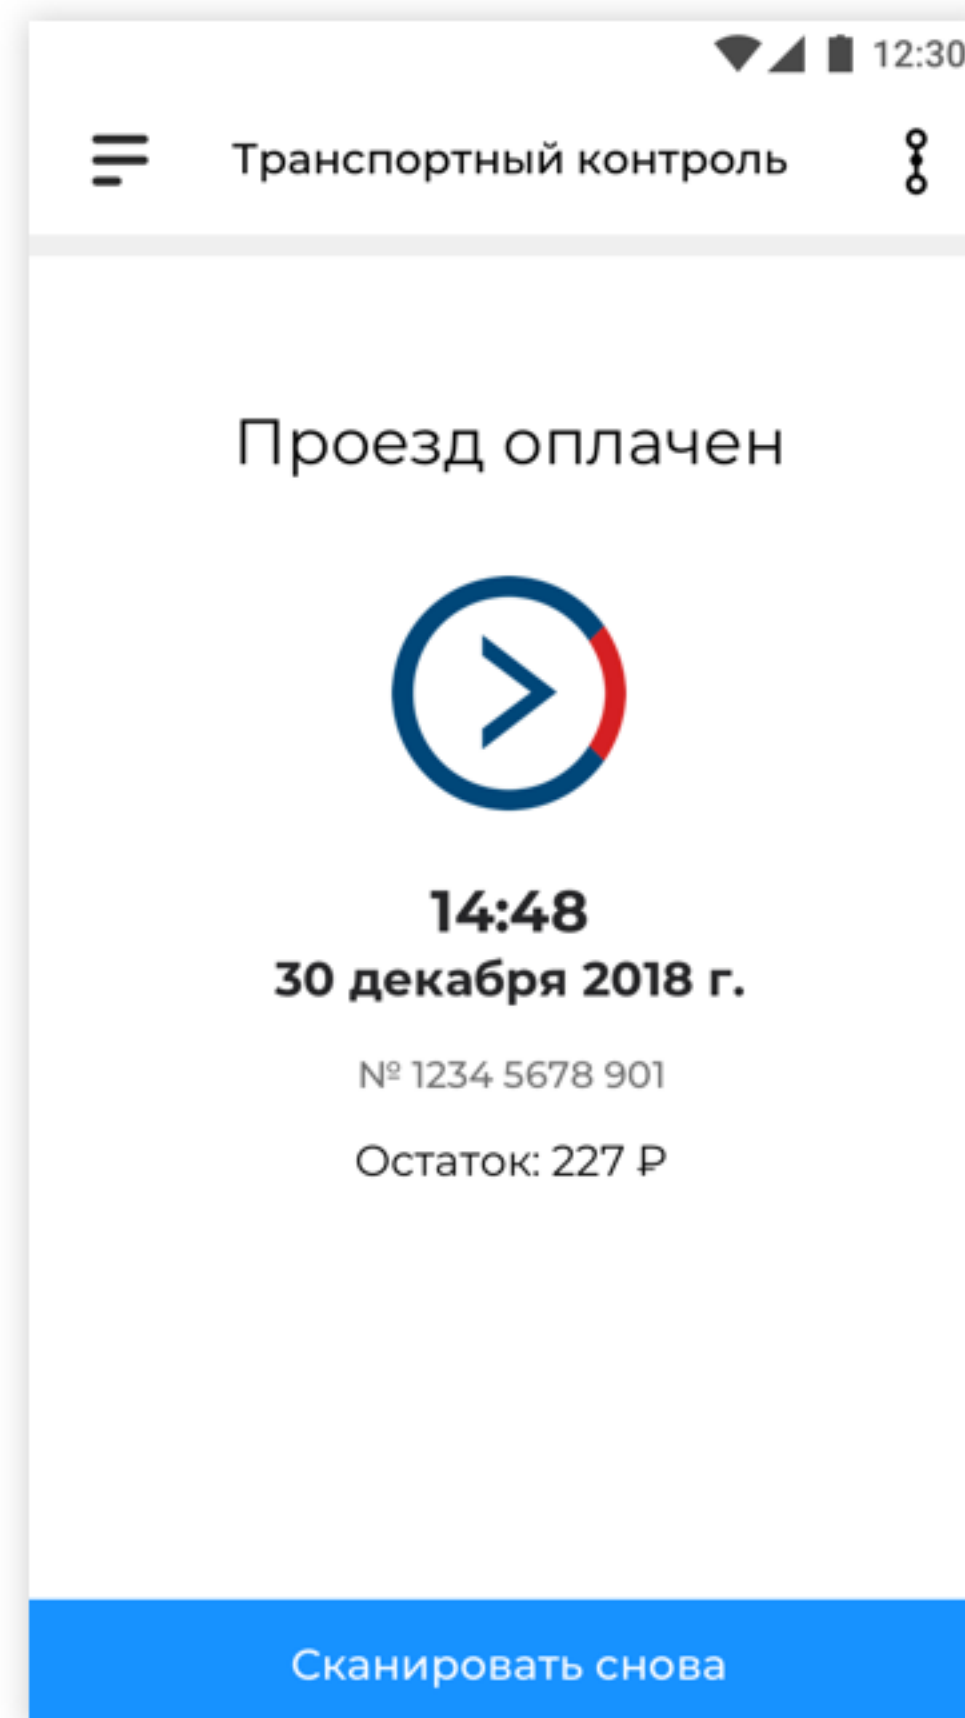 12:30
Транспортный контроль
Проезд оплачен
14:48
30 декабря 2018 г.
№ 1234 5678 901
Остаток: 227 ₽
Сканировать снова